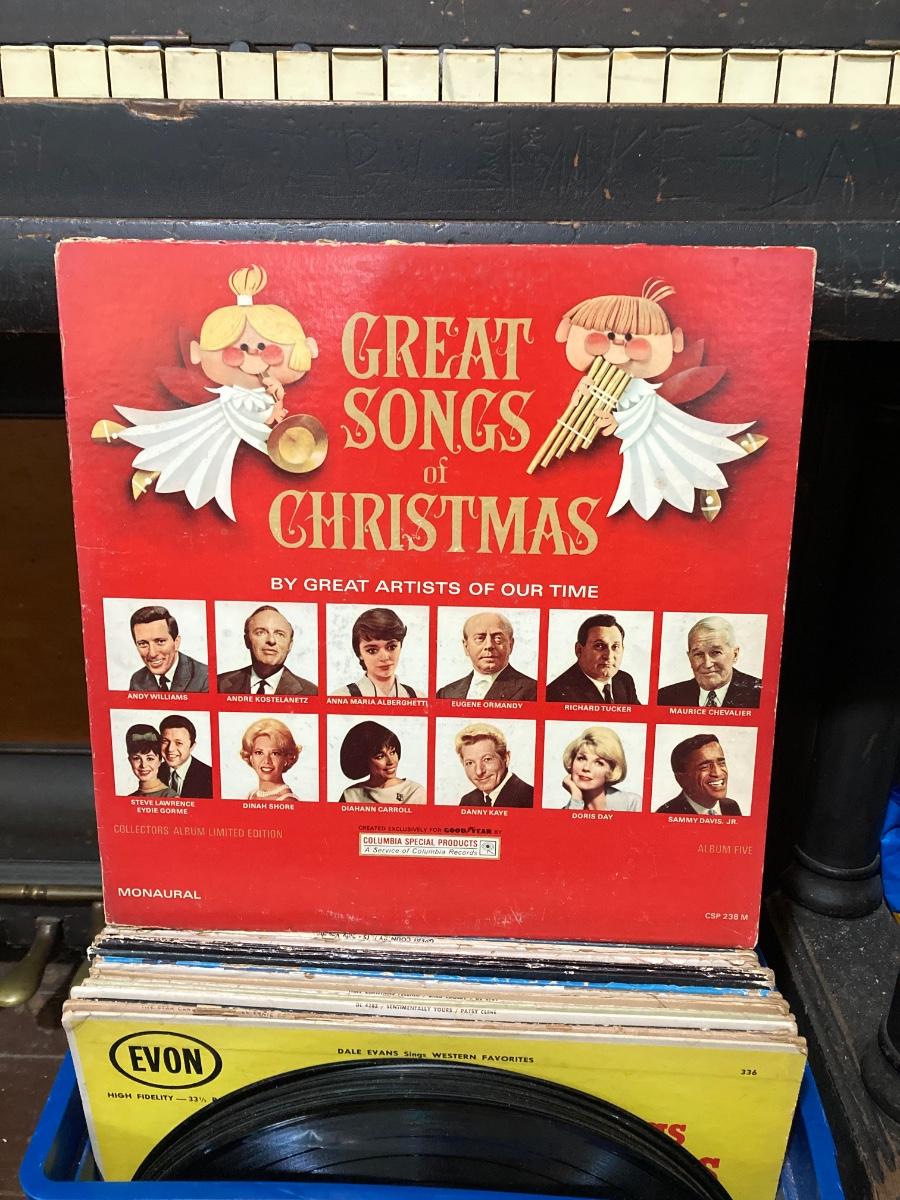 GREAT
SONGS
of
CHRISTMAS
BY GREAT ARTISTS OF OUR TIME
ANDY WILLIAMS
ANDRE KOSTELANETZ
ANNA MARIA ALBERGHETTI
EUGENE ORMANDY
RICHARD TUCKER
MAURICE CHEVALIER
STEVE LAWRENCE
EYDIE GORME
DINAH SHORE
DIAHANN CARROLL
DANNY KAYE
DORIS DAY
SAMMY DAVIS, JR.
COLLECTORS ALBUM LIMITED EDITION
CREATED EXCLUSIVELY FOR GOODYEAR BY
COLUMBIA SPECIAL PRODUCTS
A Service of Columbia Records
ALBUM FIVE
MONAURAL
CSP 238 M
DL 4282 / SENTIMENTALLY YOURS / PATSY CLINE
EVON
DALE EVANS Sings WESTERN FAVORITES
336
HIGH FIDELITY — 33⅓